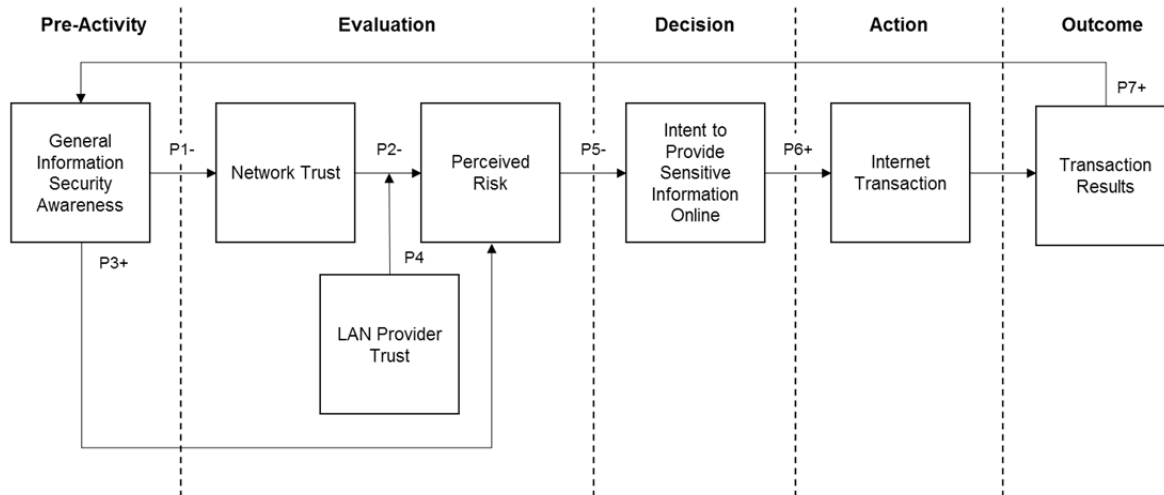 Pre-Activity
Evaluation
Decision
Action
Outcome
P7+
General
Information
Security
Awareness
P1-
Network Trust
P2-
Perceived
Risk
P5-
Intent to
Provide
Sensitive
Information
Online
P6+
Internet
Transaction
Transaction
Results
P3+
P4
LAN Provider
Trust